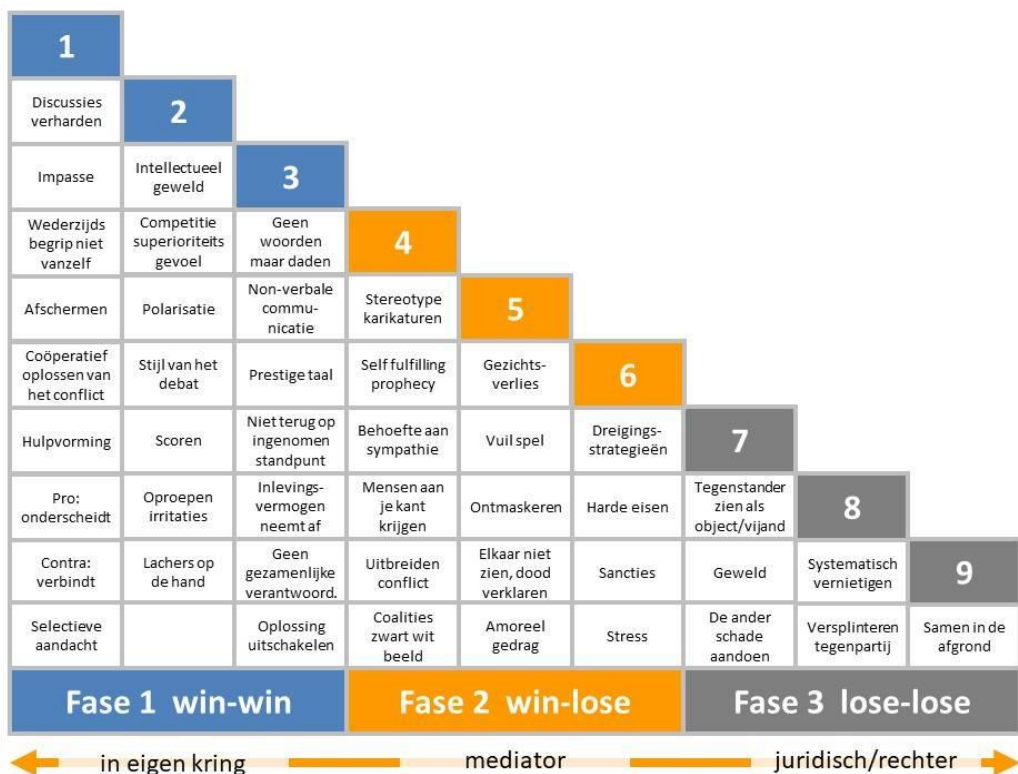 1
Discussies
verharden
2
Impasse
Intellectueel
geweld
3
Wederzijds
begrip niet
vanzelf
Competitie
superioriteits
gevoel
Geen
woorden
maar daden
4
Afschermen
Polarisatie
Non-verbale
commu-
nicatie
Stereotype
karikaturen
5
Coöperatief
oplossen van
het conflict
Stijl van het
debat
Prestige taal
Self fulfilling
prophecy
Gezichts-
verlies
6
Hulpvorming
Scoren
Niet terug op
ingenomen
standpunt
Behoefte aan
sympathie
Vuil spel
Dreigings-
strategieën
7
Pro:
onderscheidt
Oproepen
irritaties
Inlevings-
vermogen
neemt af
Mensen aan
je kant
krijgen
Ontmaskeren
Harde eisen
Tegenstander
zien als
object/vijand
8
Contra:
verbindt
Lachers op
de hand
Geen
gezamenlijke
verantwoord.
Uitbreiden
conflict
Elkaar niet
zien, dood
verklaren
Sancties
Geweld
Systematisch
vernietigen
9
Selectieve
aandacht
Oplossing
uitschakelen
Coalities
zwart wit
beeld
Amoreel
gedrag
Stress
De ander
schade
aandoen
Versplinteren
tegenpartij
Samen in de
afgrond
Fase 1 win-win
Fase 2 win-lose
Fase 3 lose-lose
in eigen kring
mediator
juridisch/rechter